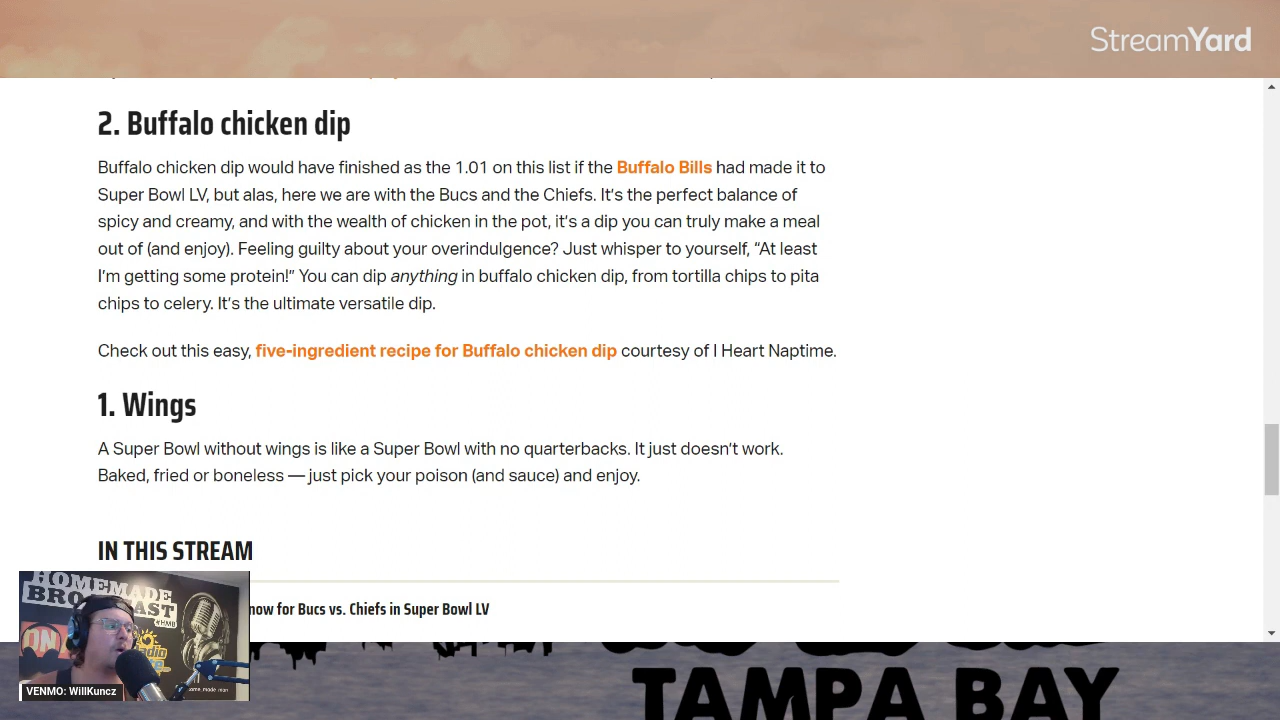 StreamYard
2. Buffalo chicken dip
Buffalo chicken dip would have finished as the 1.01 on this list if the Buffalo Bills had made it to
Super Bowl LV, but alas, here we are with the Bucs and the Chiefs. It’s the perfect balance of
spicy and creamy, and with the wealth of chicken in the pot, it’s a dip you can truly make a meal
out of (and enjoy). Feeling guilty about your overindulgence? Just whisper to yourself, “At least
I’m getting some protein!” You can dip anything in buffalo chicken dip, from tortilla chips to pita
chips to celery. It’s the ultimate versatile dip.
Check out this easy, five-ingredient recipe for Buffalo chicken dip courtesy of I Heart Naptime.
1. Wings
A Super Bowl without wings is like a Super Bowl with no quarterbacks. It just doesn’t work.
Baked, fried or boneless — just pick your poison (and sauce) and enjoy.
IN THIS STREAM
now for Bucs vs. Chiefs in Super Bowl LV
HOMEMADE
#HMB
ON
VENMO: WillKuncz
TAMPA BAY